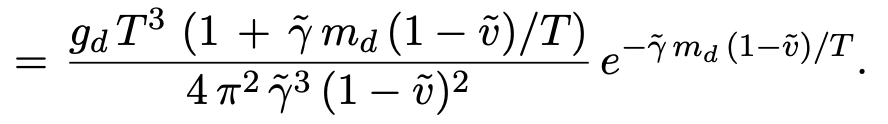 $= \frac{g_d T^3 \, (1 + \tilde{\gamma} \, m_d \, (1 - \tilde{v})/T)}{4 \, \pi^2 \, \tilde{\gamma}^3 \, (1 - \tilde{v})^2} \, e^{-\tilde{\gamma} \, m_d \, (1 - \tilde{v})/T}.$